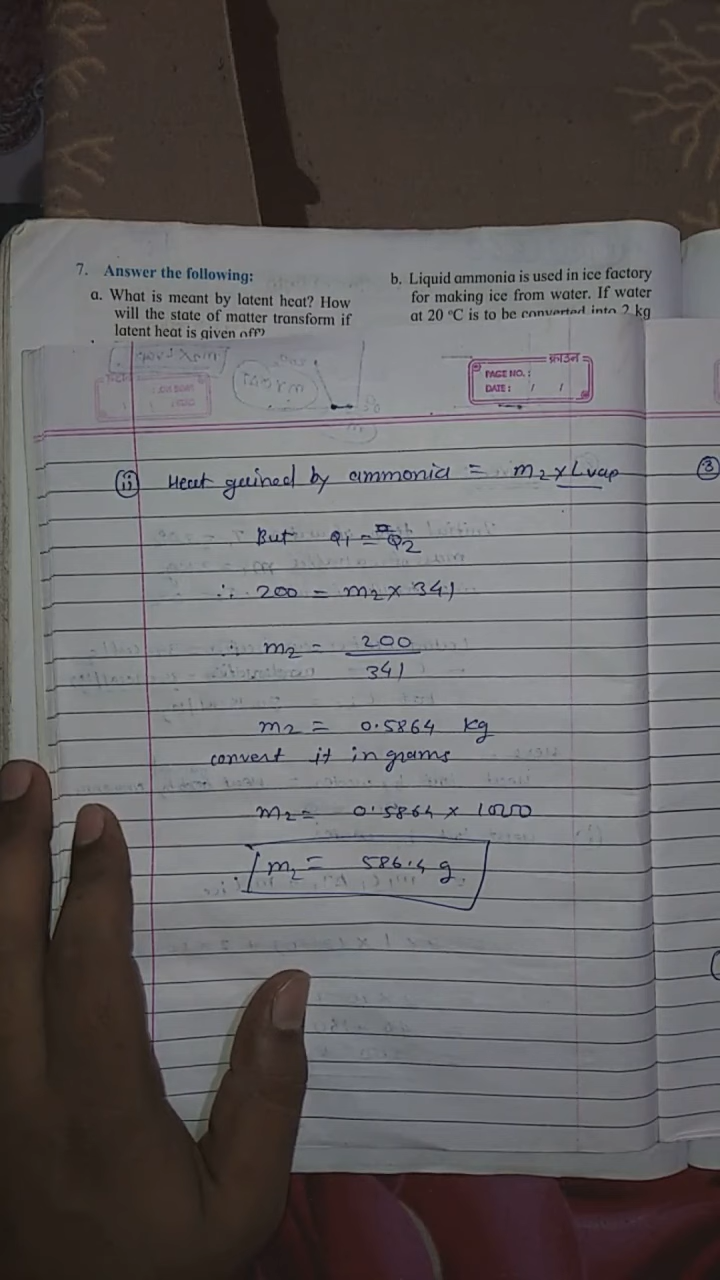 7. Answer the following:
a. What is meant by latent heat? How
will the state of matter transform if
latent heat is given off?
b. Liquid ammonia is used in ice factory
for making ice from water. If water
at 20 °C is to be converted into 2 kg
क्राउन
PAGE NO. :
DATE : / /
(ii) Heat gained by ammonia = m2 x Lvap
But Q1 = Q2
∴ 200 = m2 x 341
∴ m2 = 200
341
m2 = 0.5864 kg
convert it in grams
m2 = 0.5864 x 1000
m2 = 586.4 g
(3)